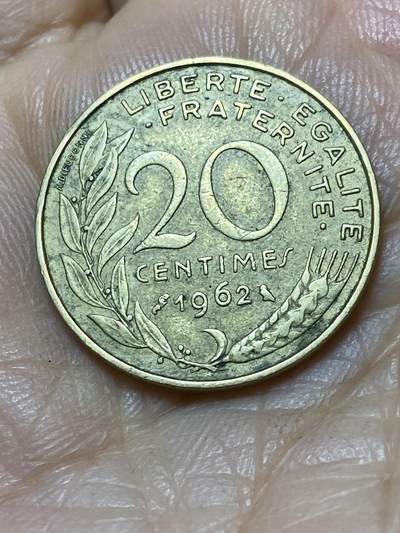 LIBERTE · EGALITE
· FRATERNITE ·
20
CENTIMES
1962